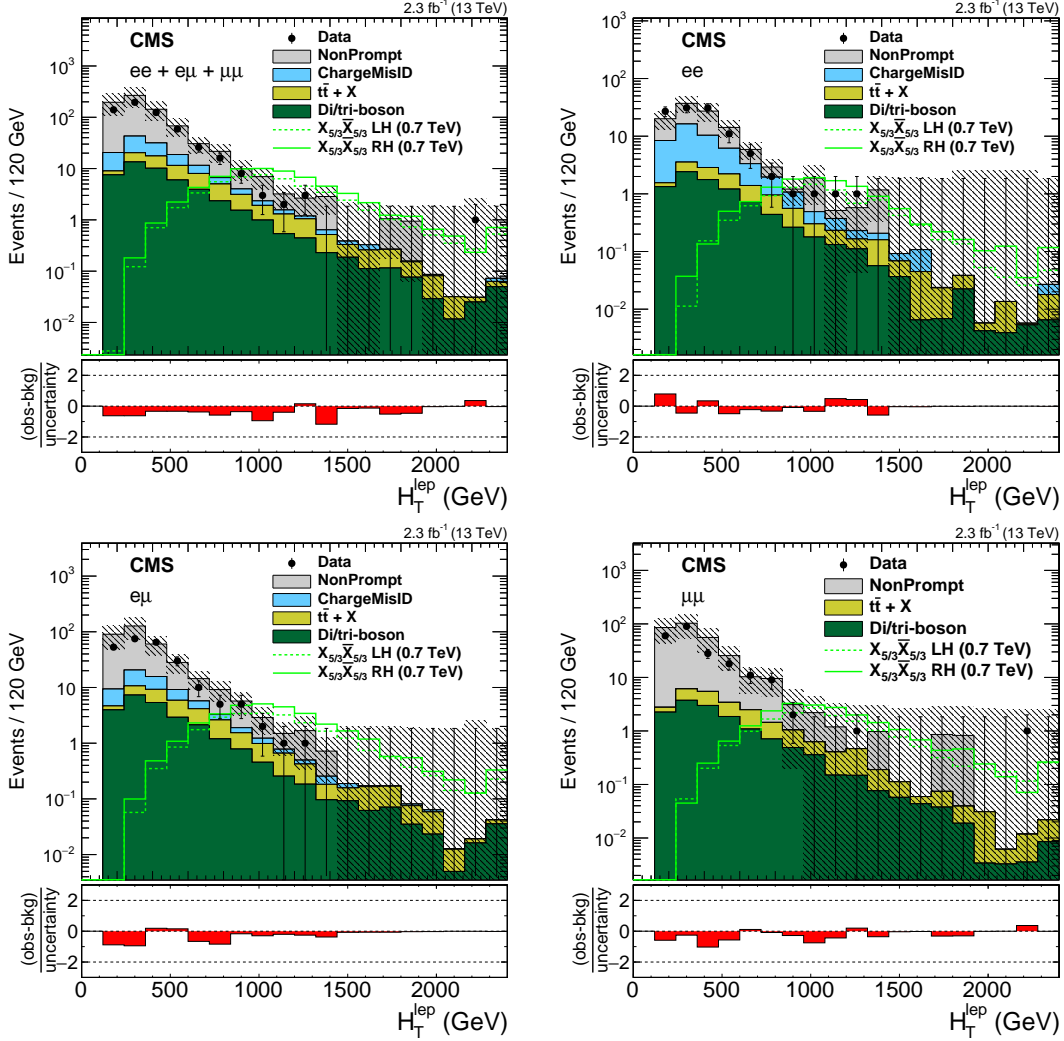 2.3 fb⁻¹ (13 TeV)
CMS
ee + eμ + μμ
Data
NonPrompt
ChargeMisID
tt̄ + X
Di/tri-boson
X₅/₃X̄₅/₃ LH (0.7 TeV)
X₅/₃X̄₅/₃ RH (0.7 TeV)
Events / 120 GeV
10³
10²
10
1
10⁻¹
10⁻²
(obs-bkg)
uncertainty
2
0
−2
0 500 1000 1500 2000
H_T^lep (GeV)
2.3 fb⁻¹ (13 TeV)
CMS
ee
Data
NonPrompt
ChargeMisID
tt̄ + X
Di/tri-boson
X₅/₃X̄₅/₃ LH (0.7 TeV)
X₅/₃X̄₅/₃ RH (0.7 TeV)
Events / 120 GeV
10³
10²
10
1
10⁻¹
10⁻²
(obs-bkg)
uncertainty
2
0
−2
0 500 1000 1500 2000
H_T^lep (GeV)
2.3 fb⁻¹ (13 TeV)
CMS
eμ
Data
NonPrompt
ChargeMisID
tt̄ + X
Di/tri-boson
X₅/₃X̄₅/₃ LH (0.7 TeV)
X₅/₃X̄₅/₃ RH (0.7 TeV)
Events / 120 GeV
10³
10²
10
1
10⁻¹
10⁻²
(obs-bkg)
uncertainty
2
0
−2
0 500 1000 1500 2000
H_T^lep (GeV)
2.3 fb⁻¹ (13 TeV)
CMS
μμ
Data
NonPrompt
tt̄ + X
Di/tri-boson
X₅/₃X̄₅/₃ LH (0.7 TeV)
X₅/₃X̄₅/₃ RH (0.7 TeV)
Events / 120 GeV
10³
10²
10
1
10⁻¹
10⁻²
(obs-bkg)
uncertainty
2
0
−2
0 500 1000 1500 2000
H_T^lep (GeV)